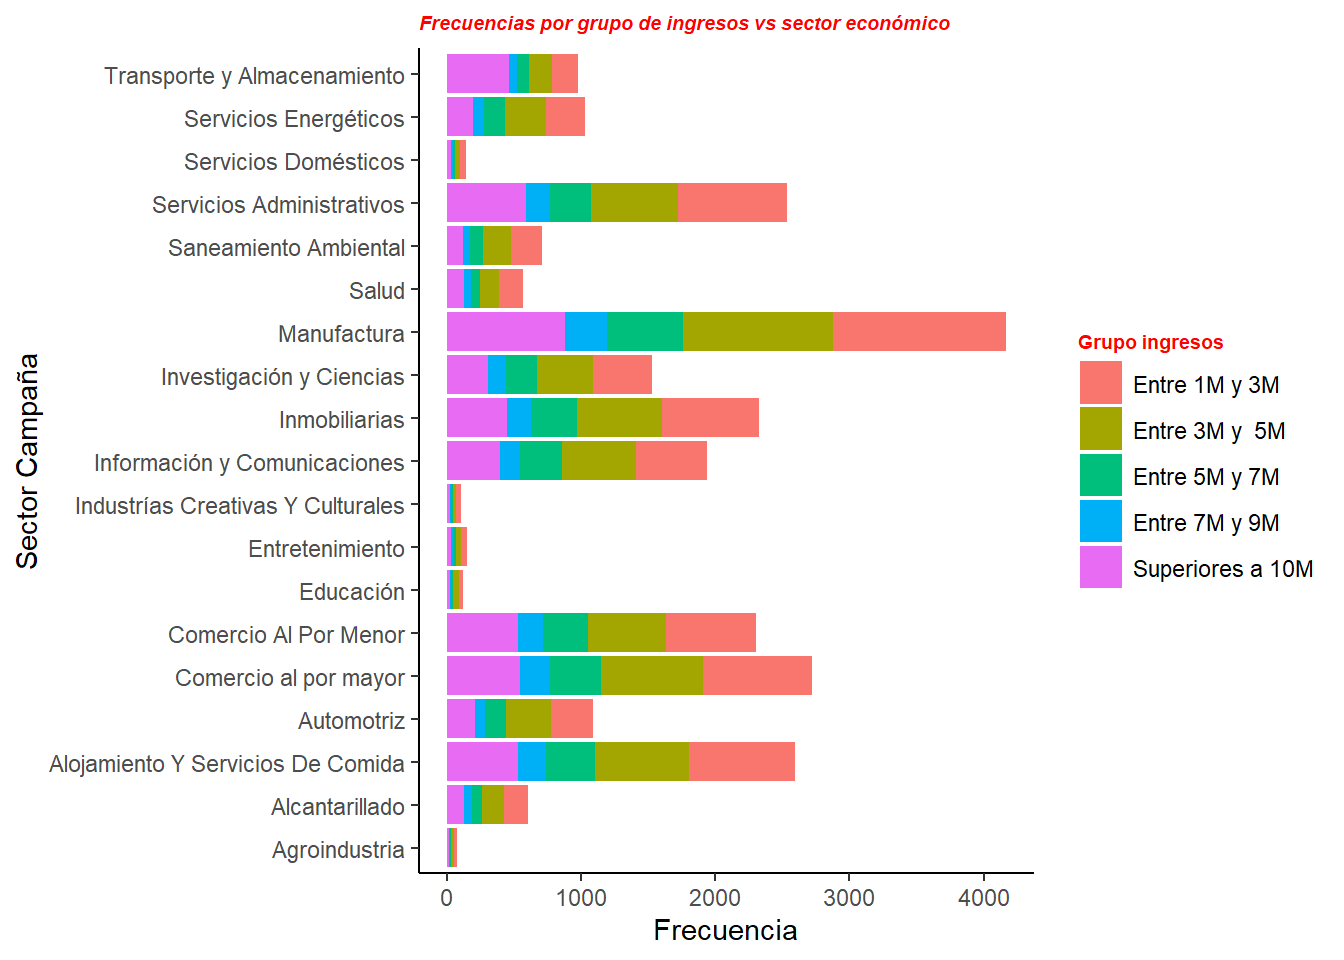 Frecuencias por grupo de ingresos vs sector económico
Transporte y Almacenamiento
Servicios Energéticos
Servicios Domésticos
Servicios Administrativos
Saneamiento Ambiental
Salud
Manufactura
Investigación y Ciencias
Inmobiliarias
Información y Comunicaciones
Industrías Creativas Y Culturales
Entretenimiento
Educación
Comercio Al Por Menor
Comercio al por mayor
Automotriz
Alojamiento Y Servicios De Comida
Alcantarillado
Agroindustria
Sector Campaña
0 1000 2000 3000 4000
Frecuencia
Grupo ingresos
Entre 1M y 3M
Entre 3M y  5M
Entre 5M y 7M
Entre 7M y 9M
Superiores a 10M